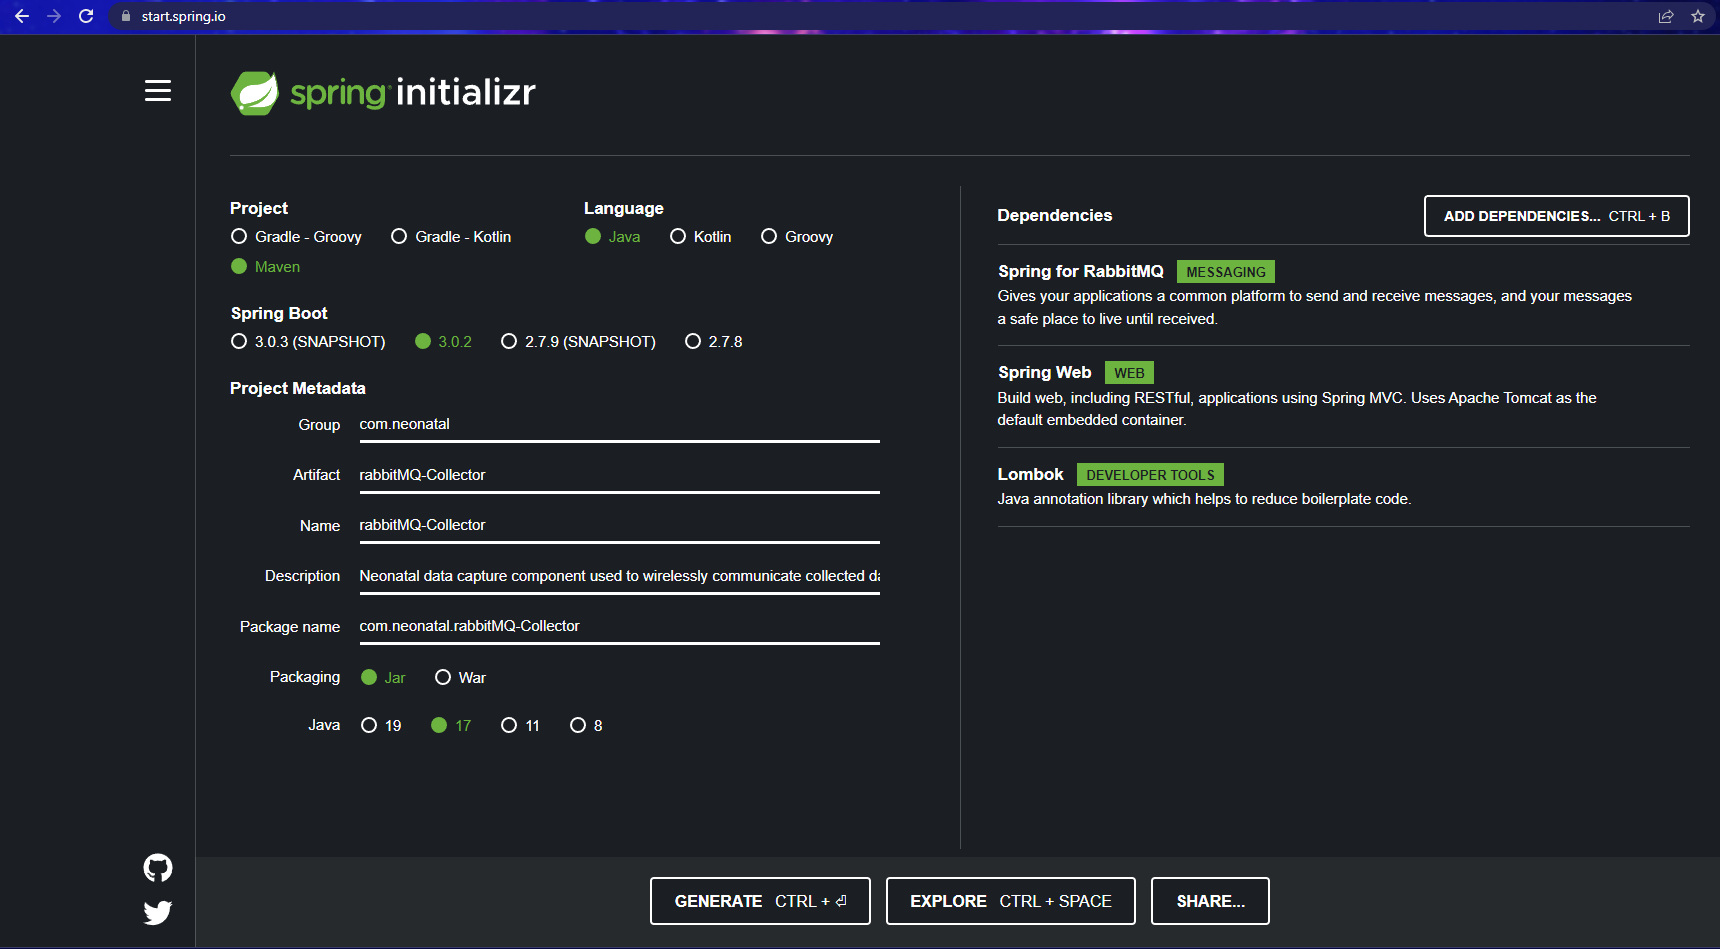 start.spring.io
spring initializr
Project
Gradle - Groovy Gradle - Kotlin
Maven
Language
Java Kotlin Groovy
Spring Boot
3.0.3 (SNAPSHOT) 3.0.2 2.7.9 (SNAPSHOT) 2.7.8
Project Metadata
Group com.neonatal
Artifact rabbitMQ-Collector
Name rabbitMQ-Collector
Description Neonatal data capture component used to wirelessly communicate collected
Package name com.neonatal.rabbitMQ-Collector
Packaging Jar War
Java 19 17 11 8
Dependencies
ADD DEPENDENCIES... CTRL + B
Spring for RabbitMQ MESSAGING
Gives your applications a common platform to send and receive messages, and your messages
a safe place to live until received.
Spring Web WEB
Build web, including RESTful, applications using Spring MVC. Uses Apache Tomcat as the
default embedded container.
Lombok DEVELOPER TOOLS
Java annotation library which helps to reduce boilerplate code.
GENERATE CTRL + ⏎ EXPLORE CTRL + SPACE SHARE...